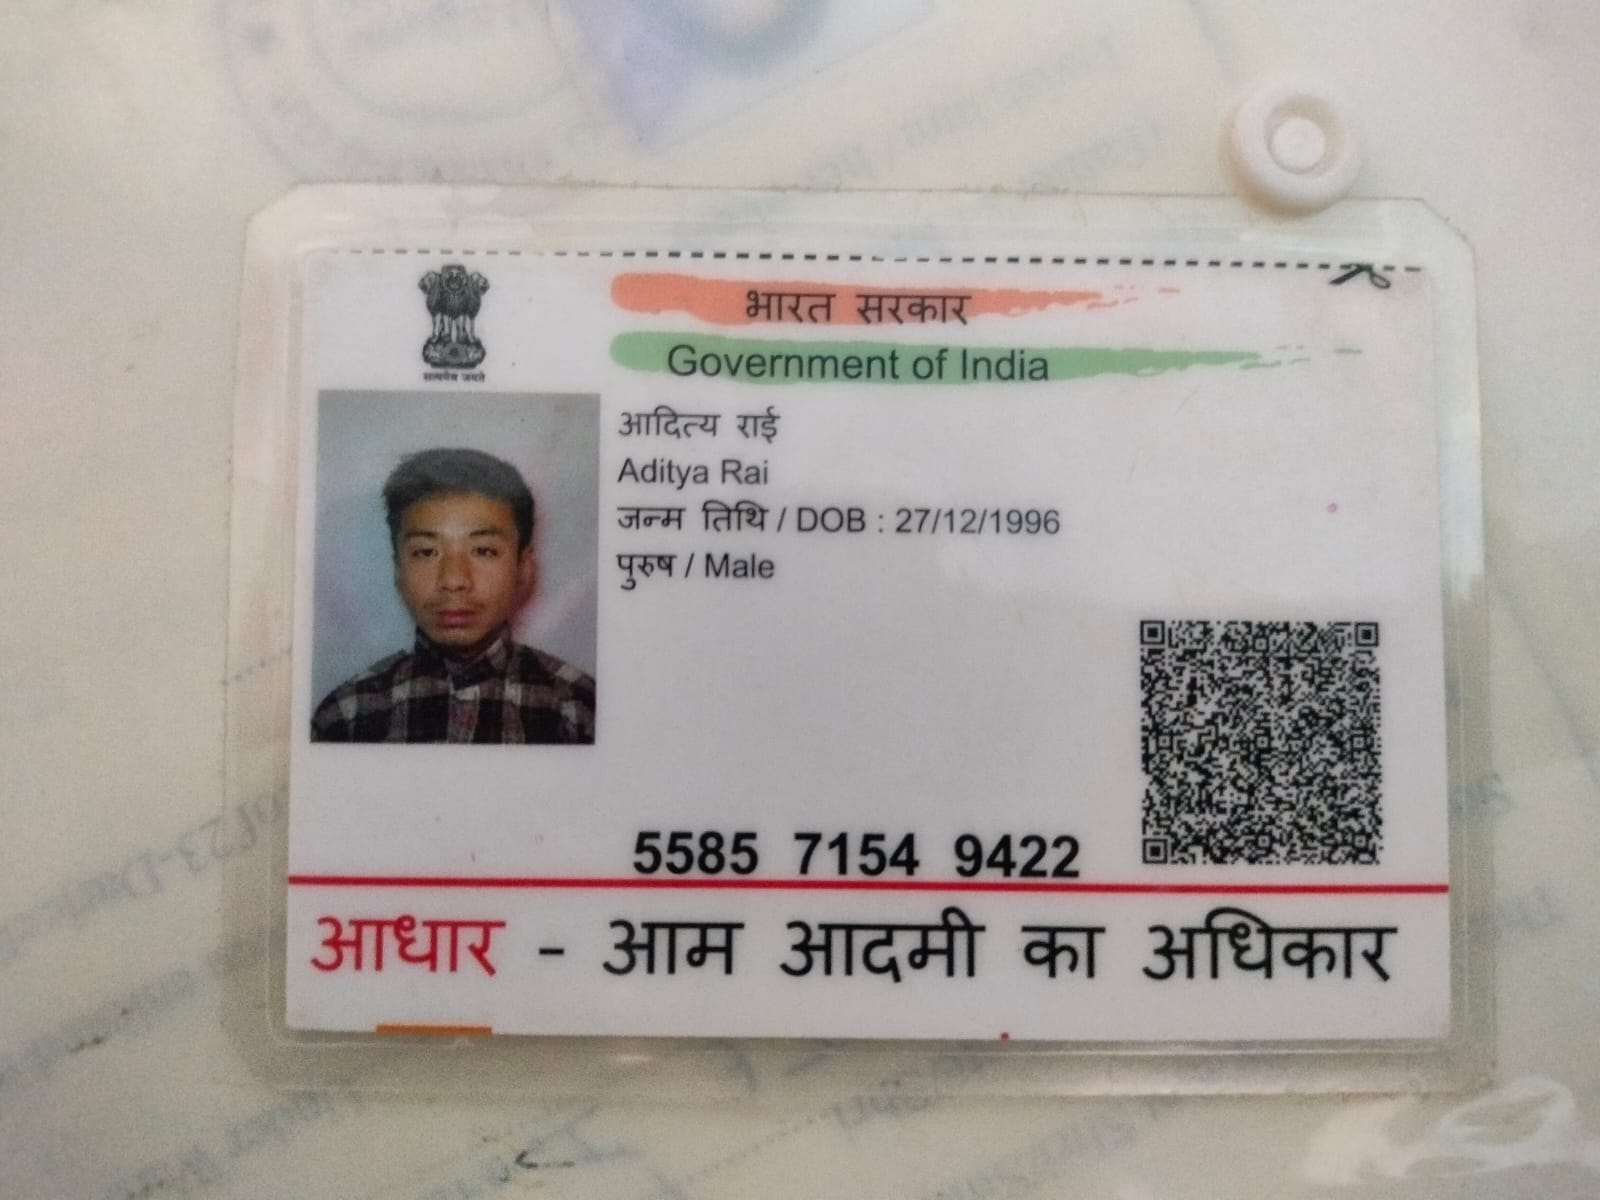 सत्यमेव जयते
भारत सरकार
Government of India
आदित्य राई
Aditya Rai
जन्म तिथि / DOB : 27/12/1996
पुरुष / Male
5585 7154 9422
आधार - आम आदमी का अधिकार